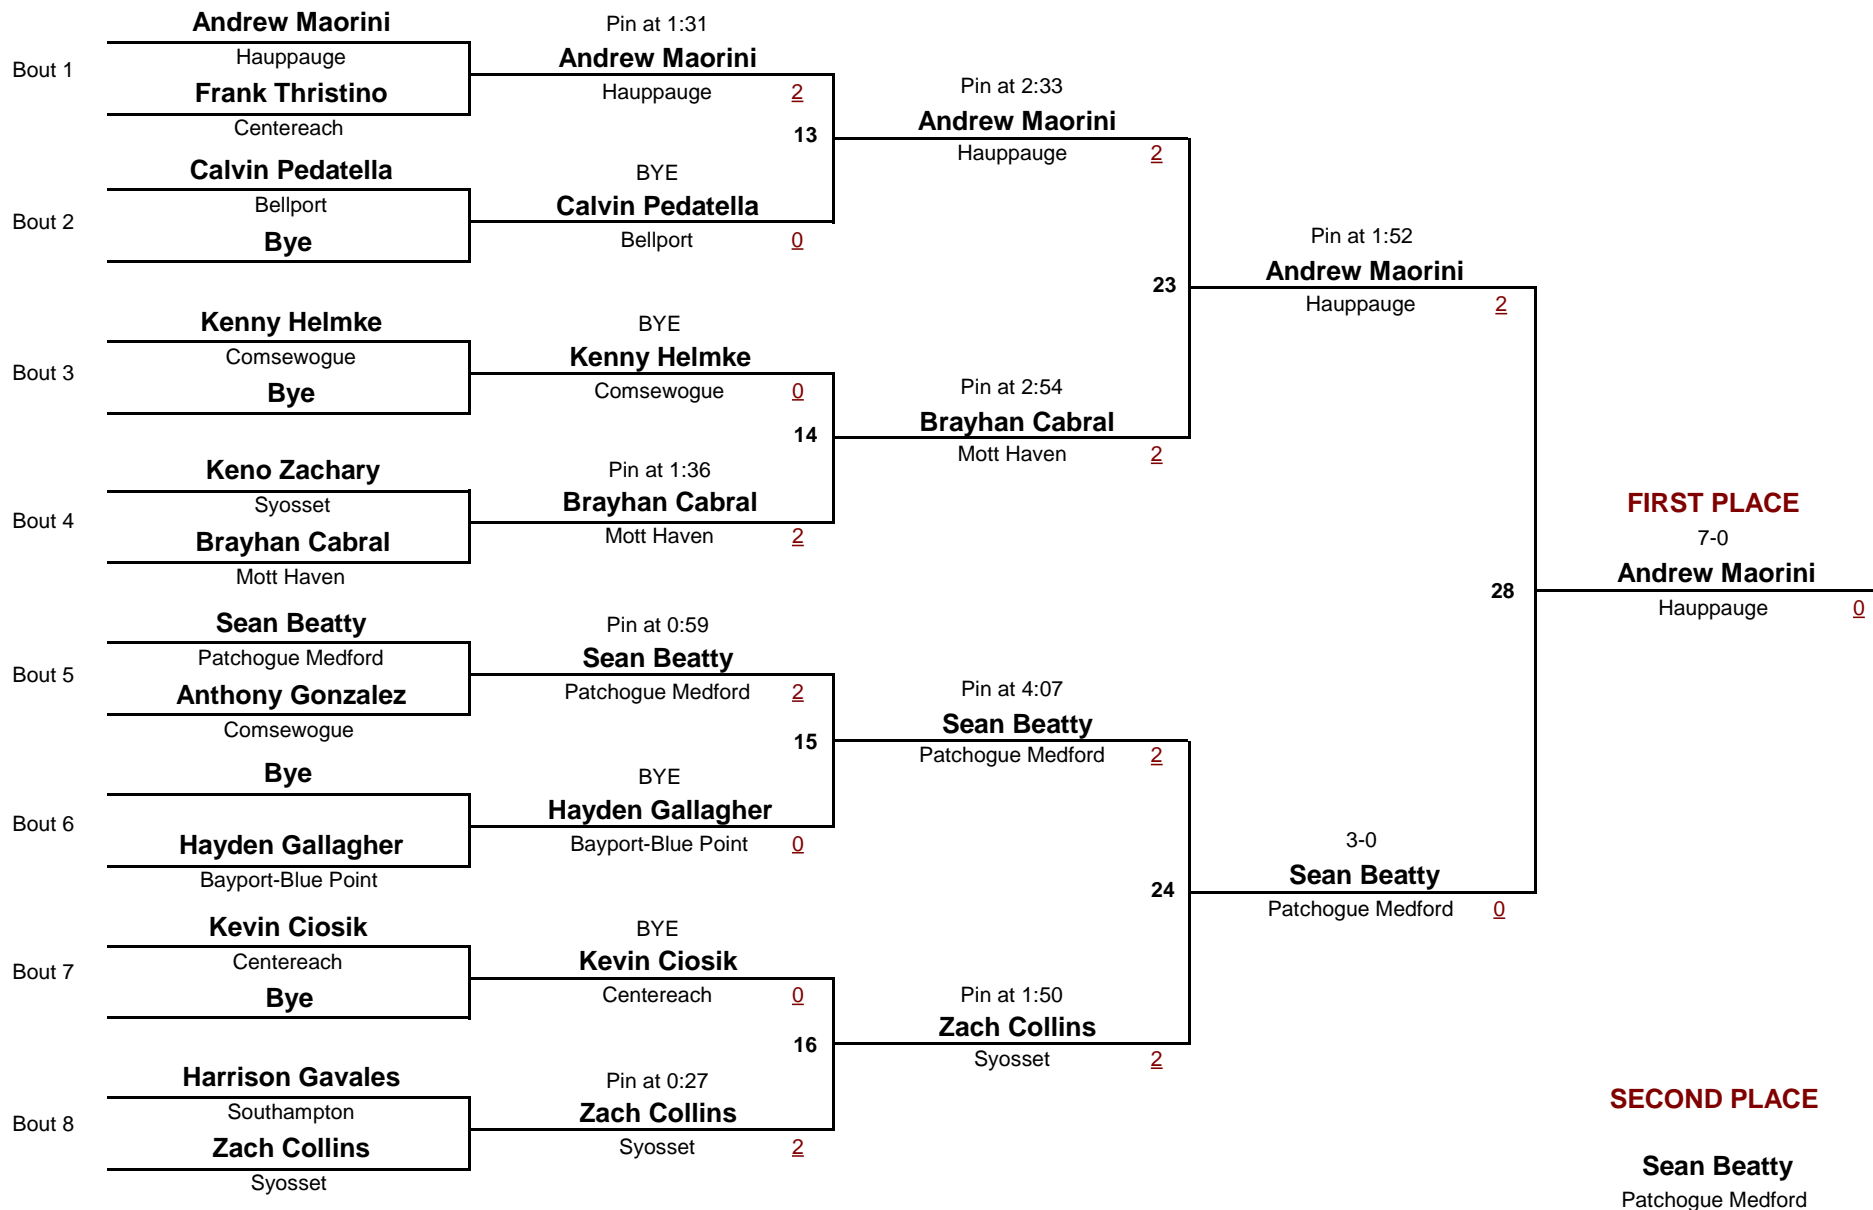 Andrew Maorini
Hauppauge
Bout 1
Frank Thristino
Centereach
Calvin Pedatella
Bellport
Bout 2
Bye
Kenny Helmke
Comsewogue
Bout 3
Bye
Keno Zachary
Syosset
Bout 4
Brayhan Cabral
Mott Haven
Sean Beatty
Patchogue Medford
Bout 5
Anthony Gonzalez
Comsewogue
Bye
Bout 6
Hayden Gallagher
Bayport-Blue Point
Kevin Ciosik
Centereach
Bout 7
Bye
Harrison Gavales
Southampton
Bout 8
Zach Collins
Syosset
Pin at 1:31
Andrew Maorini
Hauppauge 2
13
BYE
Calvin Pedatella
Bellport 0
BYE
Kenny Helmke
Comsewogue 0
14
Pin at 1:36
Brayhan Cabral
Mott Haven 2
Pin at 0:59
Sean Beatty
Patchogue Medford 2
15
BYE
Hayden Gallagher
Bayport-Blue Point 0
BYE
Kevin Ciosik
Centereach 0
16
Pin at 0:27
Zach Collins
Syosset 2
Pin at 2:33
Andrew Maorini
Hauppauge 2
23
Pin at 2:54
Brayhan Cabral
Mott Haven 2
Pin at 4:07
Sean Beatty
Patchogue Medford 2
24
Pin at 1:50
Zach Collins
Syosset 2
Pin at 1:52
Andrew Maorini
Hauppauge 2
28
3-0
Sean Beatty
Patchogue Medford 0
FIRST PLACE
7-0
Andrew Maorini
Hauppauge 0
SECOND PLACE
Sean Beatty
Patchogue Medford